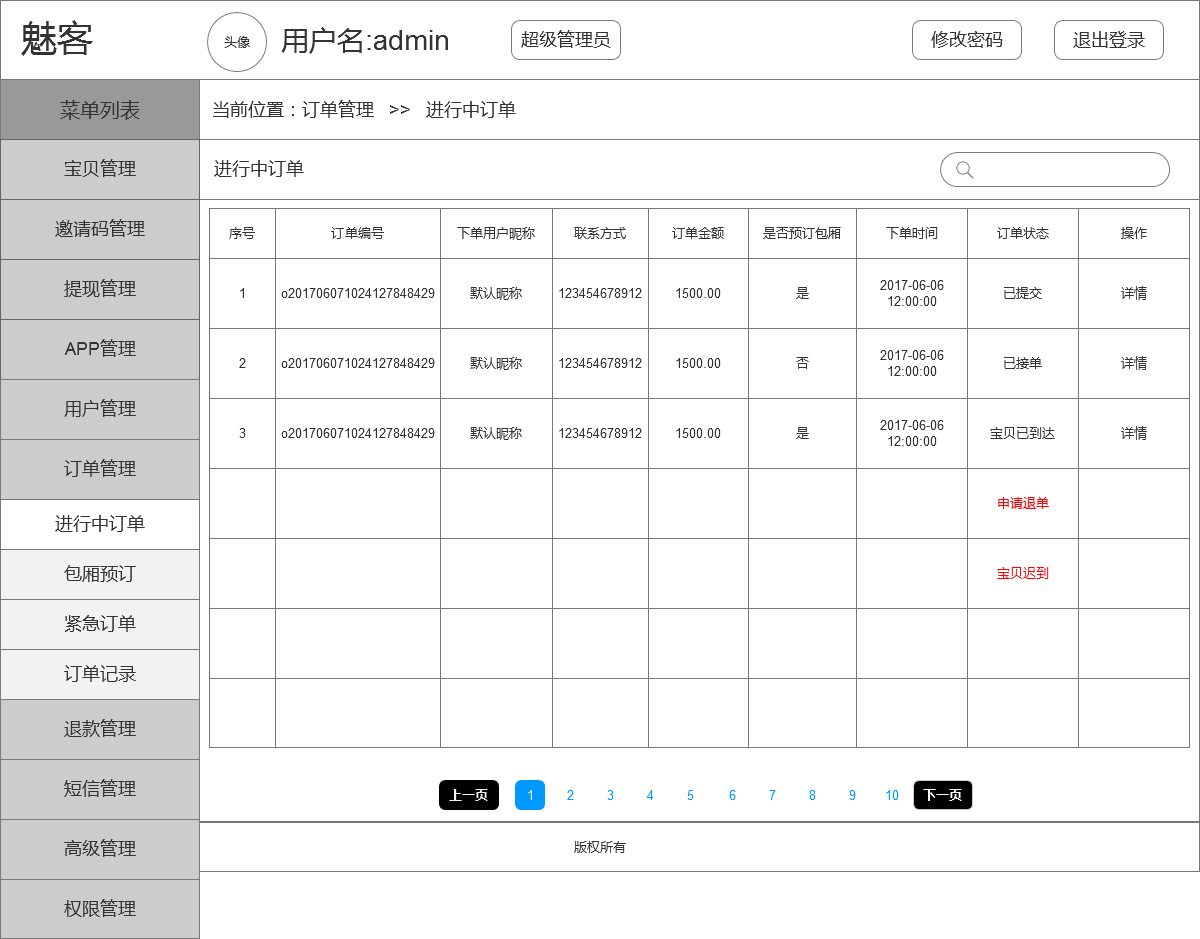 魅客
头像
用户名:admin
超级管理员
修改密码
退出登录
菜单列表
宝贝管理
邀请码管理
提现管理
APP管理
用户管理
订单管理
进行中订单
包厢预订
紧急订单
订单记录
退款管理
短信管理
高级管理
权限管理
当前位置：订单管理 >> 进行中订单
进行中订单
序号 订单编号 下单用户昵称 联系方式 订单金额 是否预订包厢 下单时间 订单状态 操作
1 o201706071024127848429 默认昵称 123454678912 1500.00 是 2017-06-06 12:00:00 已提交 详情
2 o201706071024127848429 默认昵称 123454678912 1500.00 否 2017-06-06 12:00:00 已接单 详情
3 o201706071024127848429 默认昵称 123454678912 1500.00 是 2017-06-06 12:00:00 宝贝已到达 详情
申请退单
宝贝迟到
上一页 1 2 3 4 5 6 7 8 9 10 下一页
版权所有